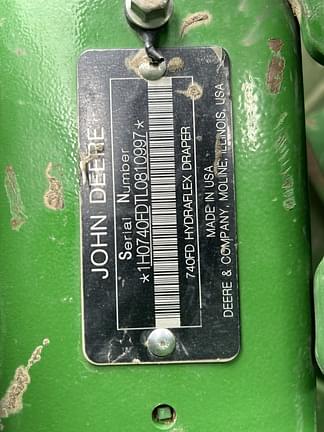 JOHN DEERE
Serial Number
*1H0740FDTL0810997*
740FD HYDRAFLEX DRAPER
MADE IN USA
DEERE & COMPANY, MOLINE, ILLINOIS, USA